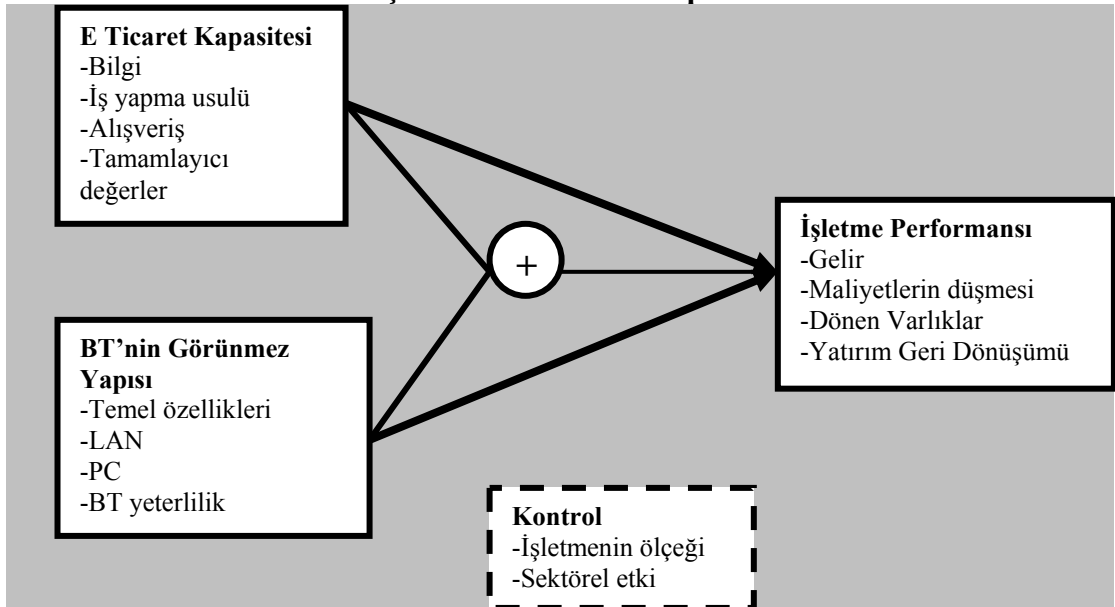 E Ticaret Kapasitesi
-Bilgi
-İş yapma usulü
-Alışveriş
-Tamamlayıcı
değerler
+
İşletme Performansı
-Gelir
-Maliyetlerin düşmesi
-Dönen Varlıklar
-Yatırım Geri Dönüşümü
BT’nin Görünmez
Yapısı
-Temel özellikleri
-LAN
-PC
-BT yeterlilik
Kontrol
-İşletmenin ölçeği
-Sektörel etki